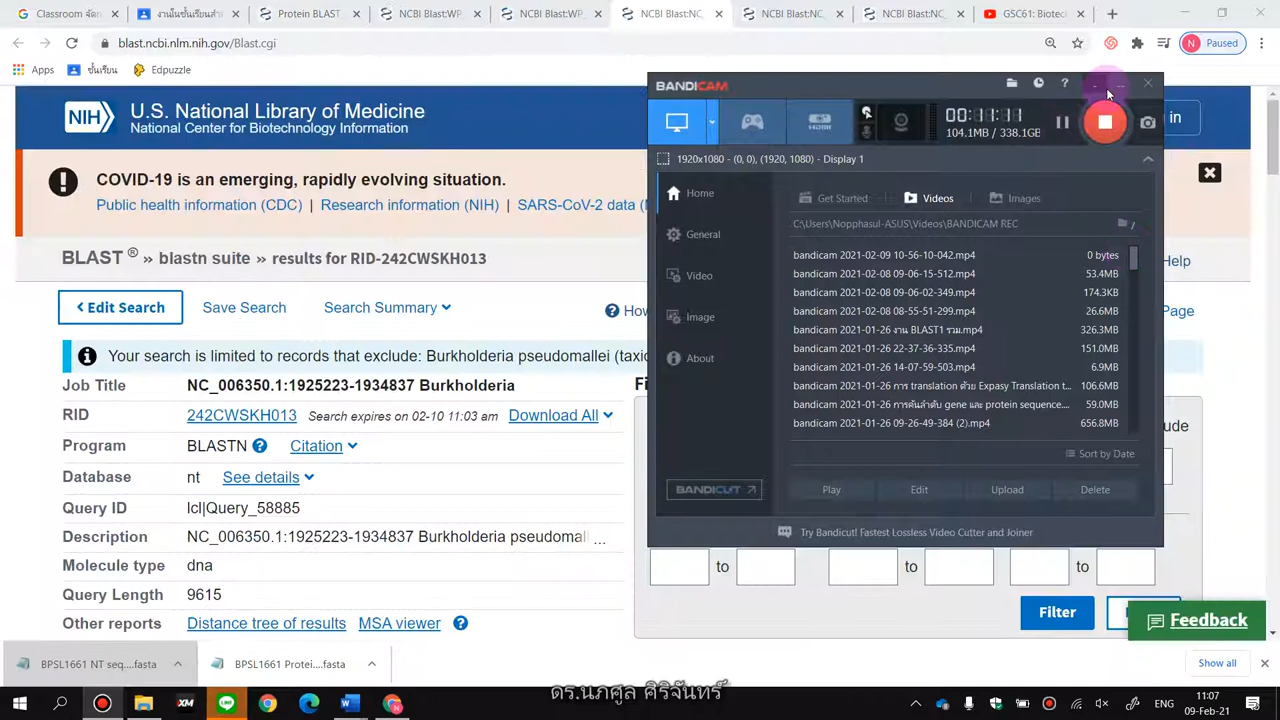 Classroom จัดก
งานในชั้นเรียนสำห
Protein BLAST
NCBI Blast:WP_
NCBI Blast:WP_
NCBI Blast:NC_
NCBI Blast:NC_
NCBI Blast:NC_
GSC61: Biotec
blast.ncbi.nlm.nih.gov/Blast.cgi
N Paused
Apps
ชั้นเรียน
Edpuzzle
NIH
U.S. National Library of Medicine
National Center for Biotechnology Information
in
COVID-19 is an emerging, rapidly evolving situation.
Public health information (CDC) | Research information (NIH) | SARS-CoV-2 data (
BLAST ® » blastn suite » results for RID-242CWSKH013
Help
Edit Search
Save Search
Search Summary
How
Page
Your search is limited to records that exclude: Burkholderia pseudomallei (taxid
Job Title NC_006350.1:1925223-1934837 Burkholderia
RID 242CWSKH013 Search expires on 02-10 11:03 am Download All
Program BLASTN Citation
Database nt See details
Query ID lcl|Query_58885
Description NC_006350.1:1925223-1934837 Burkholderia pseudomal ...
Molecule type dna
Query Length 9615
Other reports Distance tree of results MSA viewer
BANDICAM
HDMI
00:11:11
104.1MB / 338.1GB
1920x1080 - (0, 0), (1920, 1080) - Display 1
Home
General
Video
Image
About
BANDICUT
Get Started
Videos
Images
C:\Users\Nopphasul-ASUS\Videos\BANDICAM REC
bandicam 2021-02-09 10-56-10-042.mp4 0 bytes
bandicam 2021-02-08 09-06-15-512.mp4 53.4MB
bandicam 2021-02-08 09-06-02-349.mp4 174.3KB
bandicam 2021-02-08 08-55-51-299.mp4 26.6MB
bandicam 2021-01-26 งาน BLAST1 รวม.mp4 326.3MB
bandicam 2021-01-26 22-37-36-335.mp4 151.0MB
bandicam 2021-01-26 14-07-59-503.mp4 6.9MB
bandicam 2021-01-26 การ translation ด้วย Expasy Translation t... 106.6MB
bandicam 2021-01-26 การค้นลำดับ gene และ protein sequence.... 59.0MB
bandicam 2021-01-26 09-26-49-384 (2).mp4 656.8MB
Sort by Date
Play
Edit
Upload
Delete
Try Bandicut! Fastest Lossless Video Cutter and Joiner
Fi
ude
to
to
to
Filter
Feedback
BPSL1661 NT seq....fasta
BPSL1661 Protei....fasta
Show all
ดร.นภศูล ศิริจันทร์
XM
LINE
ENG
11:07
09-Feb-21